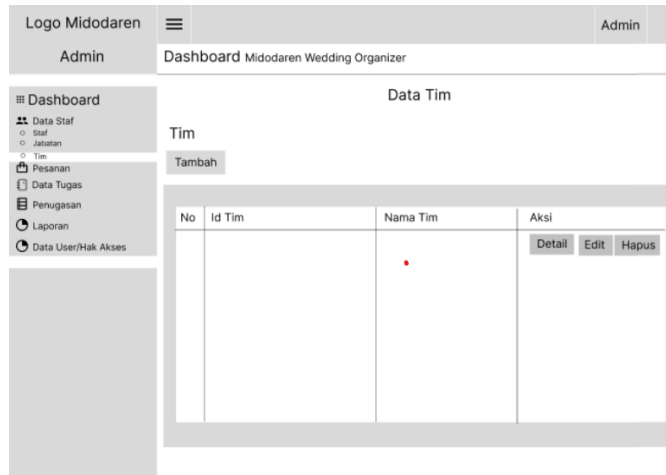 Logo Midodaren
Admin
Admin
Dashboard Midodaren Wedding Organizer
Dashboard
Data Staf
Staf
Jabatan
Tim
Pesanan
Data Tugas
Penugasan
Laporan
Data User/Hak Akses
Data Tim
Tim
Tambah
No Id Tim Nama Tim Aksi
Detail Edit Hapus